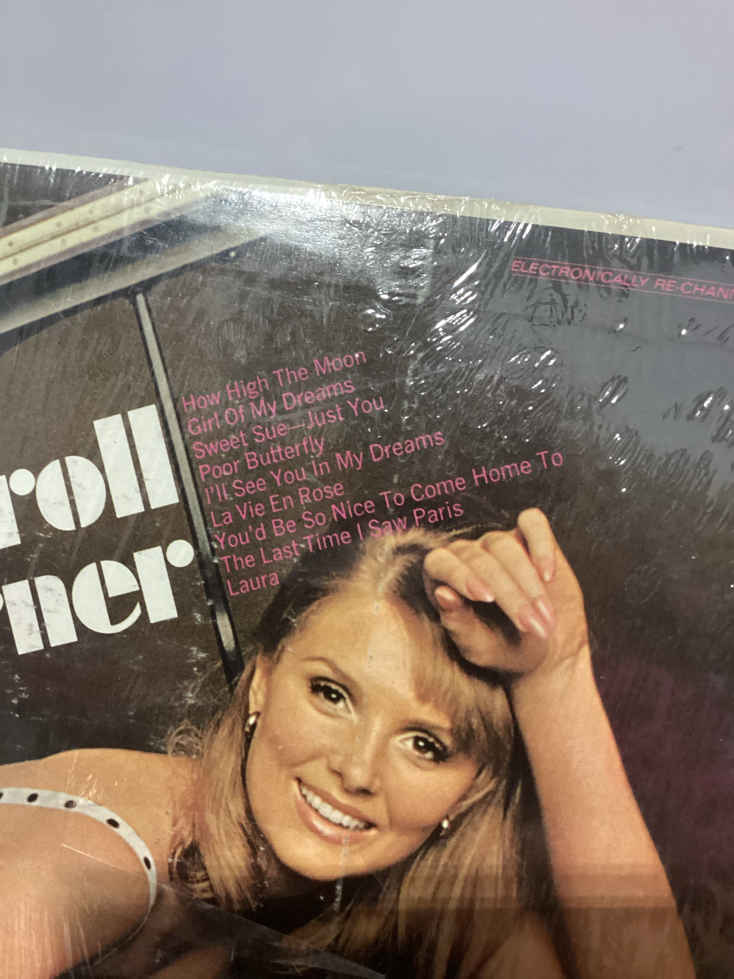 ELECTRONICALLY RE-CHAN
How High The Moon
Girl Of My Dreams
Sweet Sue—Just You
Poor Butterfly
I'll See You In My Dreams
La Vie En Rose
You'd Be So Nice To Come Home To
The Last Time I Saw Paris
Laura
roll
rner